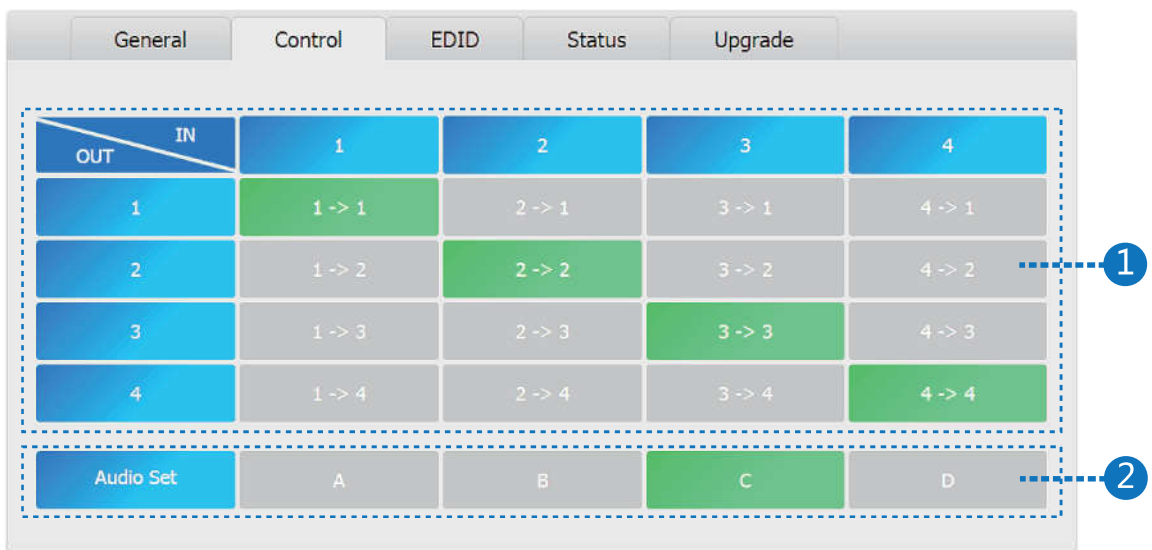 General Control EDID Status Upgrade
IN
OUT 1 2 3 4
1 1 -> 1 2 -> 1 3 -> 1 4 -> 1
2 1 -> 2 2 -> 2 3 -> 2 4 -> 2 1
3 1 -> 3 2 -> 3 3 -> 3 4 -> 3
4 1 -> 4 2 -> 4 3 -> 4 4 -> 4
Audio Set A B C D 2